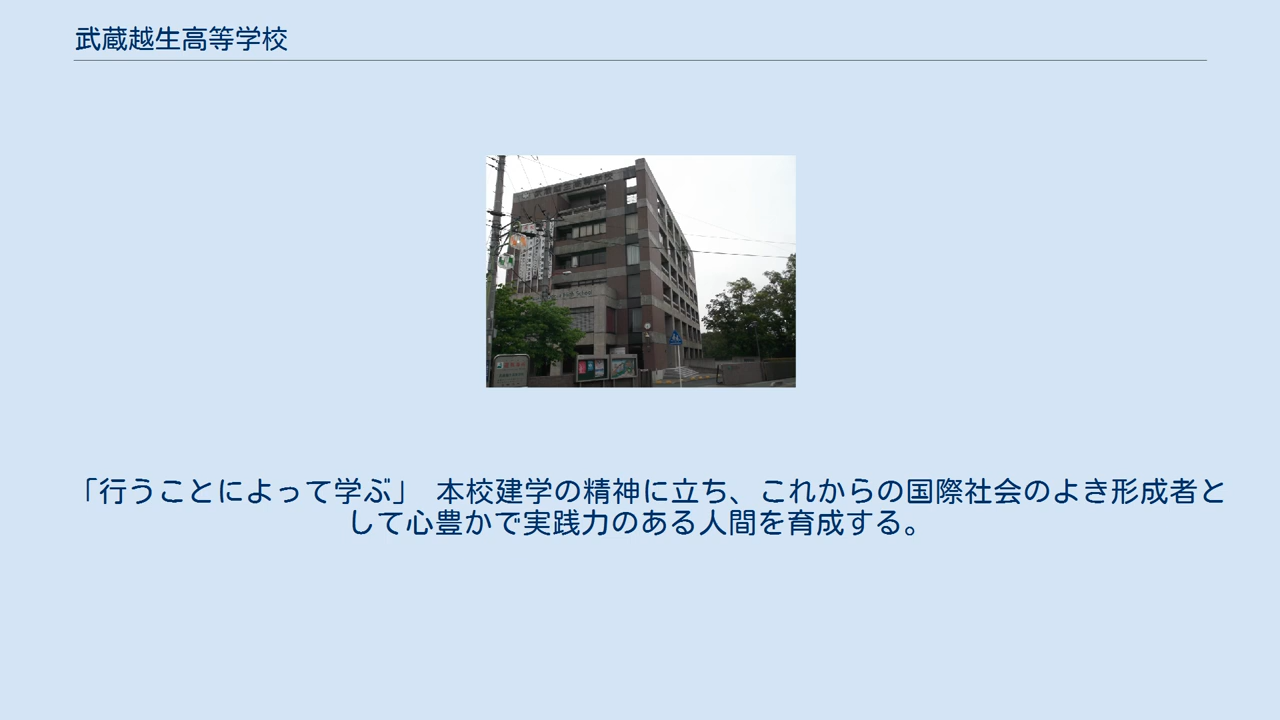 武蔵越生高等学校
「行うことによって学ぶ」 本校建学の精神に立ち、これからの国際社会のよき形成者と
して心豊かで実践力のある人間を育成する。